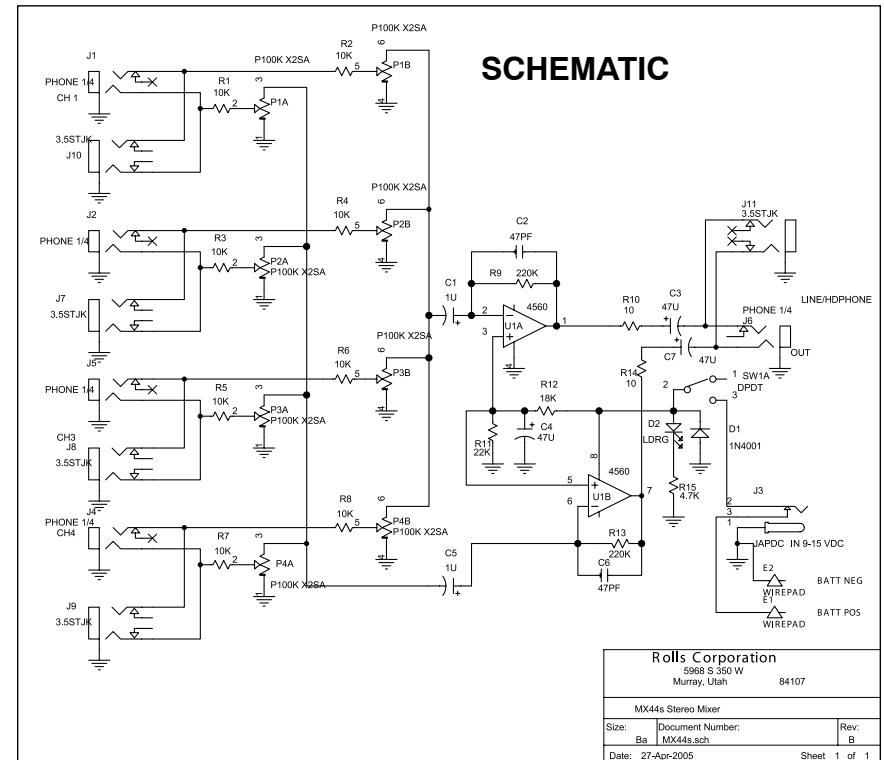 SCHEMATIC
J1
PHONE 1/4
CH 1
R1
10K
2
P100K X2SA
3
P1A
1
R2
10K
5
P100K X2SA
6
P1B
4
3.5STJK
J10
J2
PHONE 1/4
R3
10K
2
3
P2A
P100K X2SA
1
R4
10K
5
P100K X2SA
6
P2B
4
J7
3.5STJK
J5
PHONE 1/4
R5
10K
2
3
P3A
P100K X2SA
1
R6
10K
5
P100K X2SA
6
P3B
4
CH3
J8
3.5STJK
J4
PHONE 1/4
CH4
R7
10K
2
3
P4A
P100K X2SA
1
R8
10K
5
6
P4B
P100K X2SA
4
J9
3.5STJK
C1
1U
+
C2
47PF
R9
220K
2
3
4560
U1A
1
4
C5
1U
+
R11
22K
R12
18K
C4
47U
+
5
6
8
4560
U1B
7
R13
220K
C6
47PF
R10
10
C3
47U
+
R14
10
C7
47U
+
J11
3.5STJK
LINE/HDPHONE
PHONE 1/4
J6
OUT
SW1A
DPDT
1
2
3
D2
LDRG
D1
1N4001
R15
4.7K
J3
2
3
1
JAPDC IN 9-15 VDC
E2
WIREPAD
BATT NEG
E1
WIREPAD
BATT POS
Rolls Corporation
5968 S 350 W
Murray, Utah 84107
MX44s Stereo Mixer
Size: Document Number: Rev:
Ba MX44s.sch B
Date: 27-Apr-2005 Sheet 1 of 1